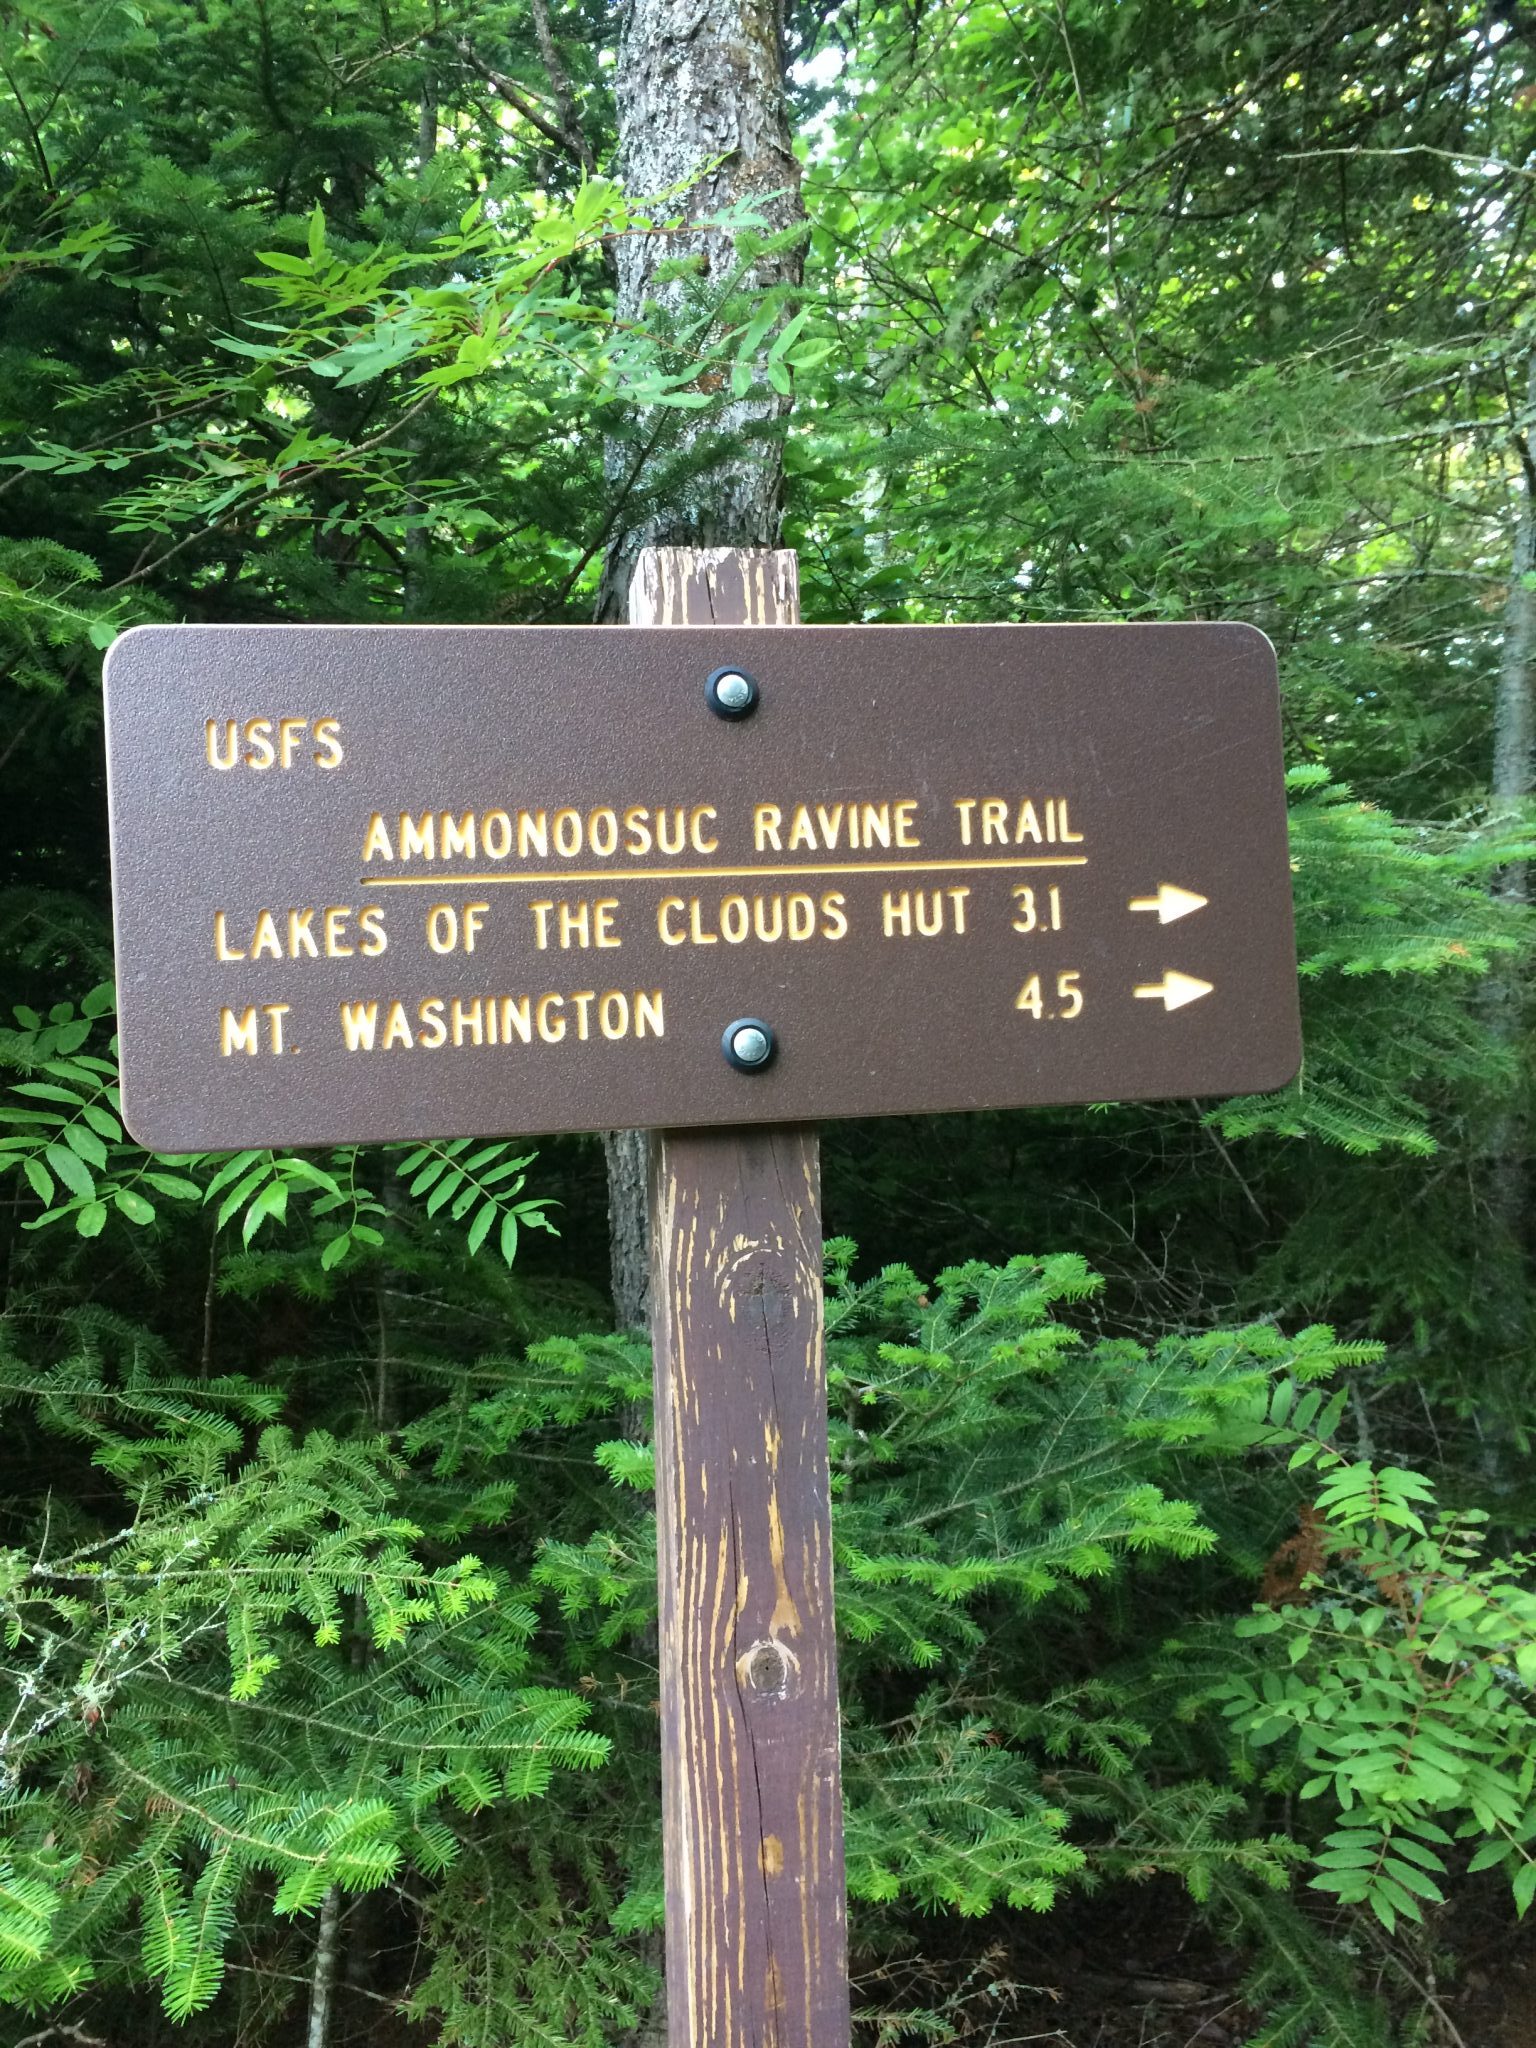 USFS
AMMONOOSUC RAVINE TRAIL
LAKES OF THE CLOUDS HUT 3.1 →
MT. WASHINGTON 4.5 →